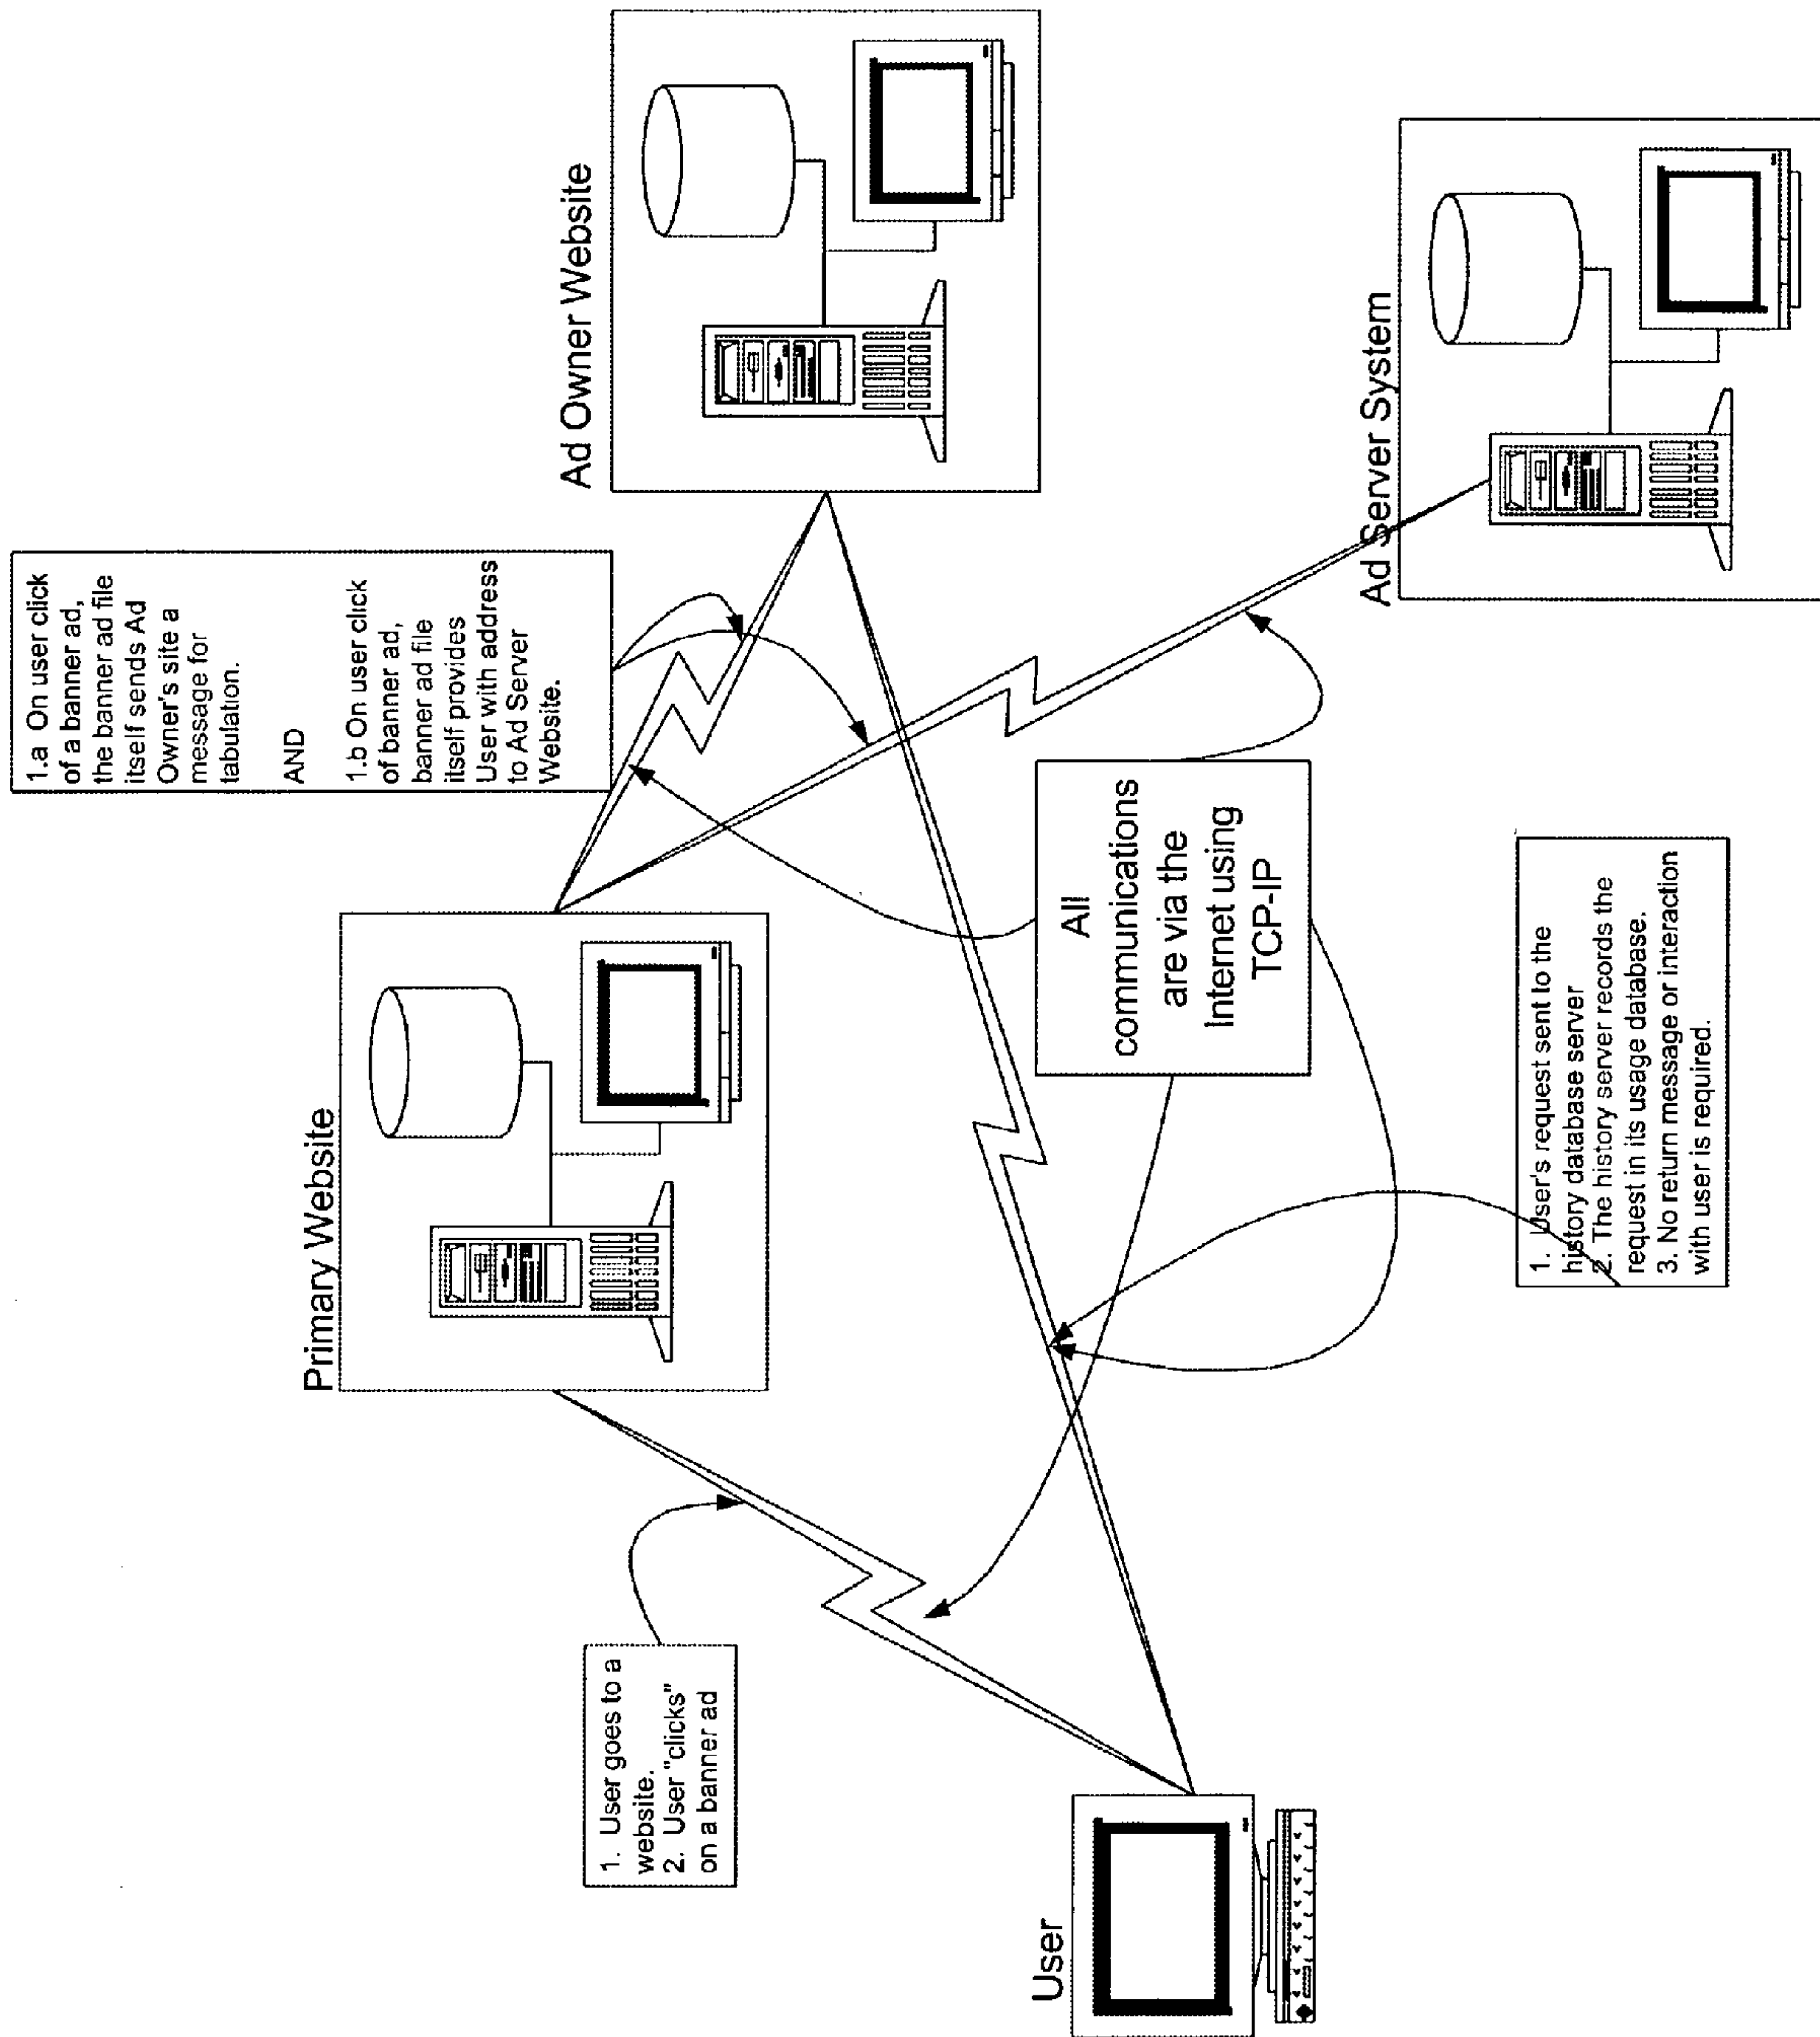 1.a On user click
of a banner ad,
the banner ad file
itself sends Ad
Owner's site a
message for
tabulation.
AND
1.b On user click
of banner ad,
banner ad file
itself provides
User with address
to Ad Server
Website.
Primary Website
Ad Owner Website
1. User goes to a
website.
2. User "clicks"
on a banner ad
All
communications
are via the
Internet using
TCP-IP
User
Ad Server System
1. User's request sent to the
history database server
2. The history server records the
request in its usage database.
3. No return message or interaction
with user is required.